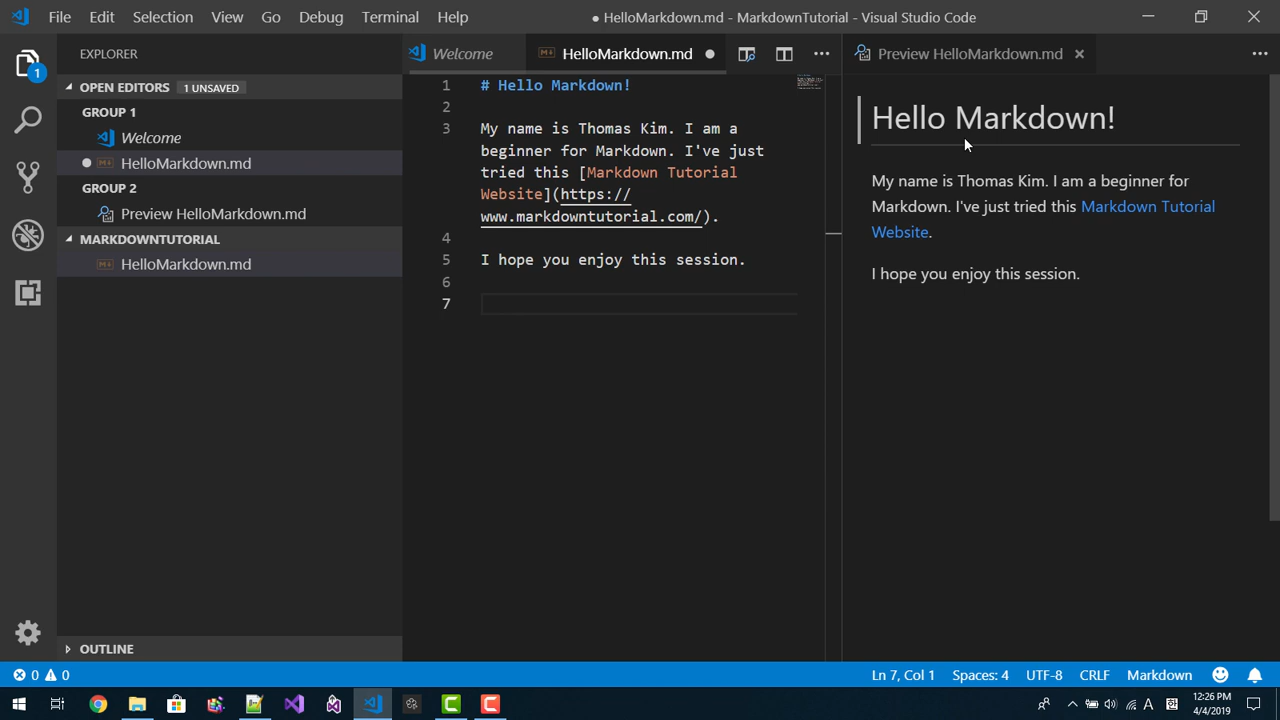 File Edit Selection View Go Debug Terminal Help ● HelloMarkdown.md - MarkdownTutorial - Visual Studio Code
EXPLORER
OPEN EDITORS 1 UNSAVED
GROUP 1
Welcome
HelloMarkdown.md
GROUP 2
Preview HelloMarkdown.md
MARKDOWNTUTORIAL
HelloMarkdown.md
OUTLINE
1
Welcome HelloMarkdown.md
1 # Hello Markdown!
2
3 My name is Thomas Kim. I am a
beginner for Markdown. I've just
tried this [Markdown Tutorial
Website](https://
www.markdowntutorial.com/).
4
5 I hope you enjoy this session.
6
7
Preview HelloMarkdown.md
Hello Markdown!
My name is Thomas Kim. I am a beginner for
Markdown. I've just tried this Markdown Tutorial
Website.
I hope you enjoy this session.
0 0 Ln 7, Col 1 Spaces: 4 UTF-8 CRLF Markdown
A 12:26 PM
4/4/2019